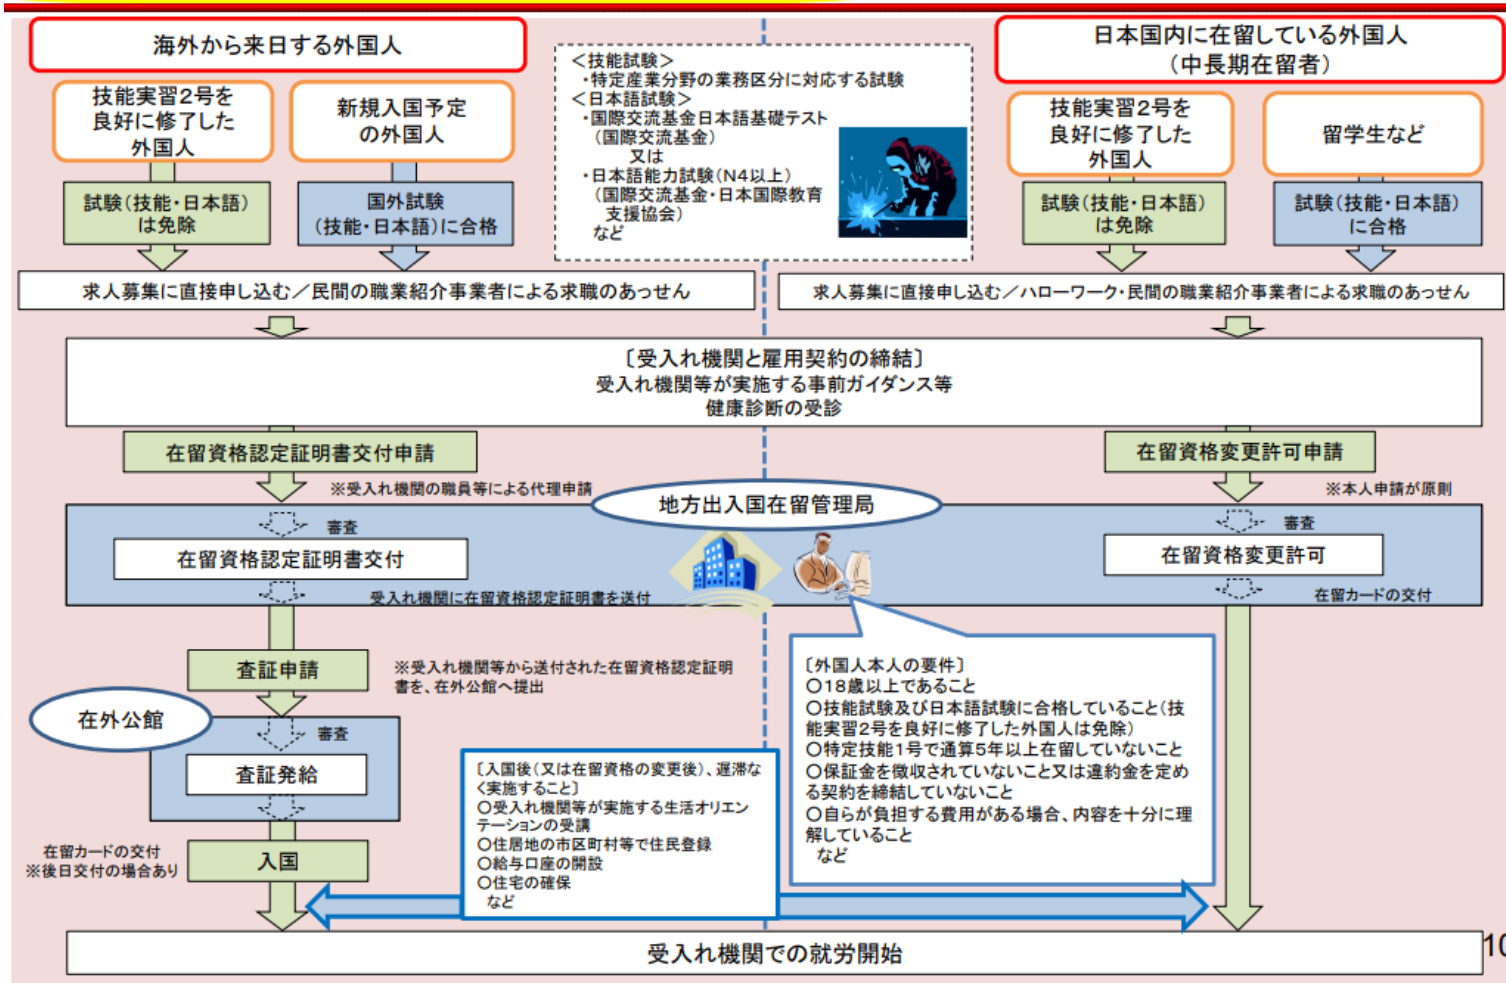 海外から来日する外国人
技能実習2号を
良好に修了した
外国人
新規入国予定
の外国人
試験(技能・日本語)
は免除
国外試験
(技能・日本語)に合格
<技能試験>
・特定産業分野の業務区分に対応する試験
<日本語試験>
・国際交流基金日本語基礎テスト
(国際交流基金)
又は
・日本語能力試験(N4以上)
(国際交流基金・日本国際教育
支援協会)
など
日本国内に在留している外国人
(中長期在留者)
技能実習2号を
良好に修了した
外国人
留学生など
試験(技能・日本語)
は免除
試験(技能・日本語)
に合格
求人募集に直接申し込む/民間の職業紹介事業者による求職のあっせん
求人募集に直接申し込む/ハローワーク・民間の職業紹介事業者による求職のあっせん
〔受入れ機関と雇用契約の締結〕
受入れ機関等が実施する事前ガイダンス等
健康診断の受診
在留資格認定証明書交付申請
※受入れ機関の職員等による代理申請
在留資格変更許可申請
※本人申請が原則
地方出入国在留管理局
審査
在留資格認定証明書交付
受入れ機関に在留資格認定証明書を送付
審査
在留資格変更許可
在留カードの交付
査証申請
※受入れ機関等から送付された在留資格認定証明
書を、在外公館へ提出
在外公館
審査
査証発給
在留カードの交付
※後日交付の場合あり
入国
〔入国後(又は在留資格の変更後)、遅滞な
く実施すること〕
○受入れ機関等が実施する生活オリエン
テーションの受講
○住居地の市区町村等で住民登録
○給与口座の開設
○住宅の確保
など
〔外国人本人の要件〕
○18歳以上であること
○技能試験及び日本語試験に合格していること(技
能実習2号を良好に修了した外国人は免除)
○特定技能1号で通算5年以上在留していないこと
○保証金を徴収されていないこと又は違約金を定め
る契約を締結していないこと
○自らが負担する費用がある場合、内容を十分に理
解していること
など
受入れ機関での就労開始
10